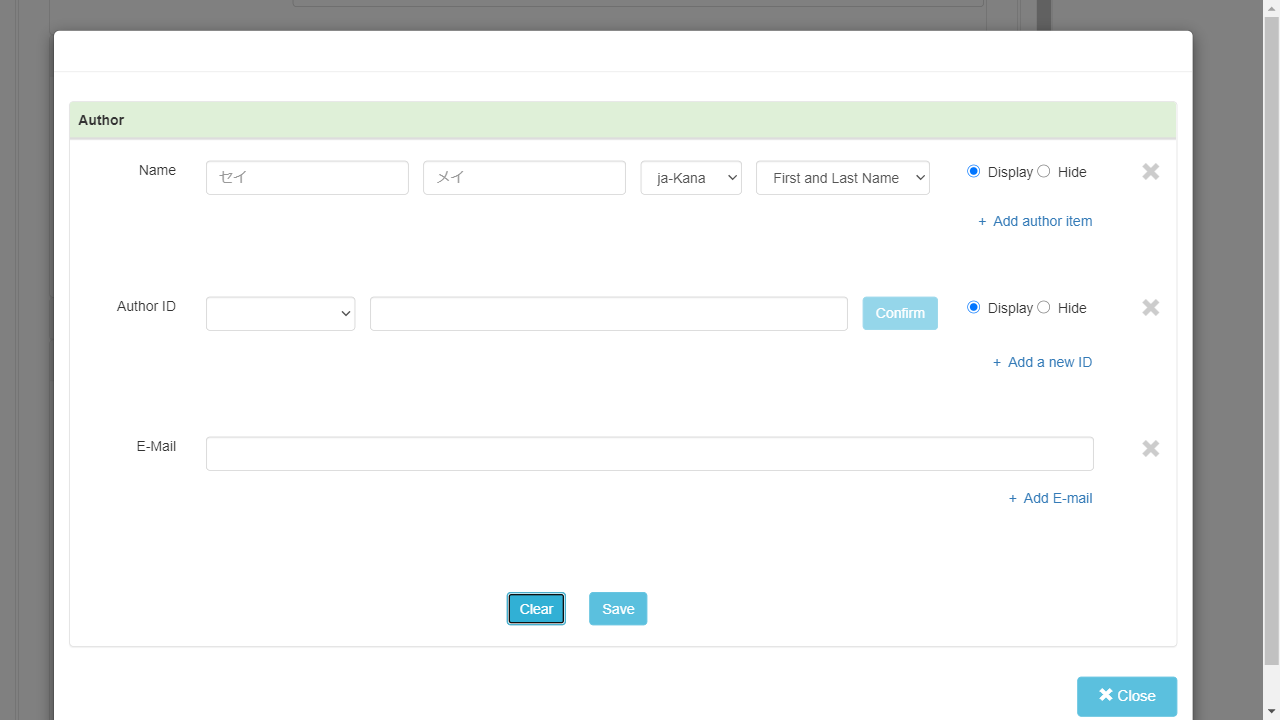 Author
Name セイ メイ ja-Kana First and Last Name Display Hide
+ Add author item
Author ID Confirm Display Hide
+ Add a new ID
E-Mail
+ Add E-mail
Clear Save
Close